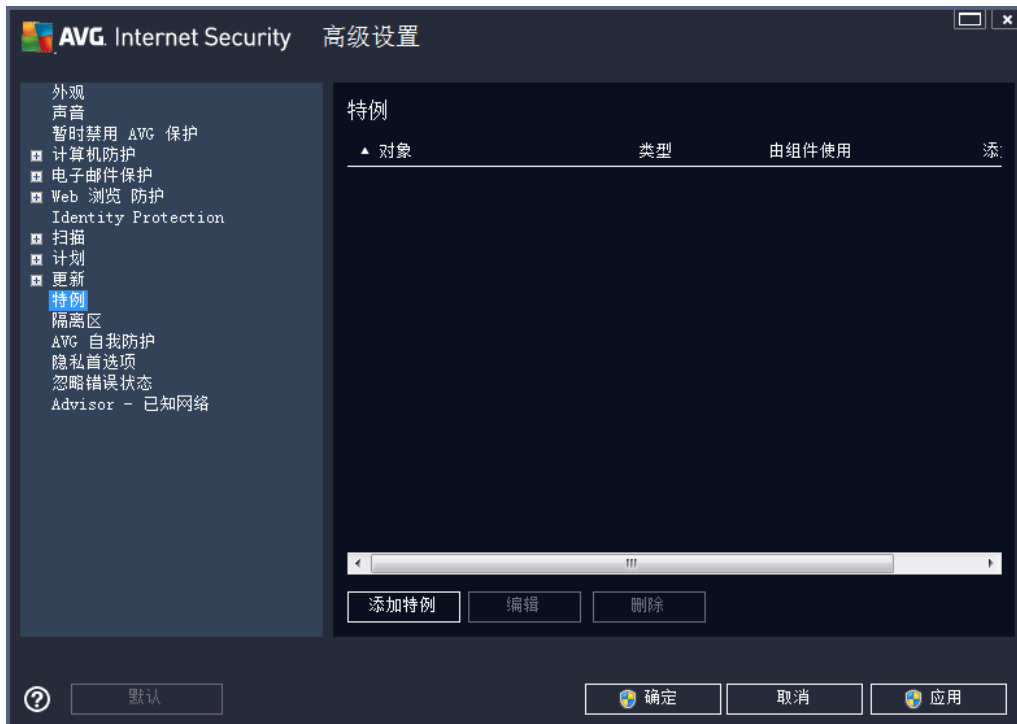 AVG. Internet Security 高级设置
外观
声音
暂时禁用 AVG 保护
计算机防护
电子邮件保护
Web 浏览 防护
Identity Protection
扫描
计划
更新
特例
隔离区
AVG 自我防护
隐私首选项
忽略错误状态
Advisor - 已知网络
特例
对象 类型 由组件使用 添
添加特例 编辑 删除
默认 确定 取消 应用